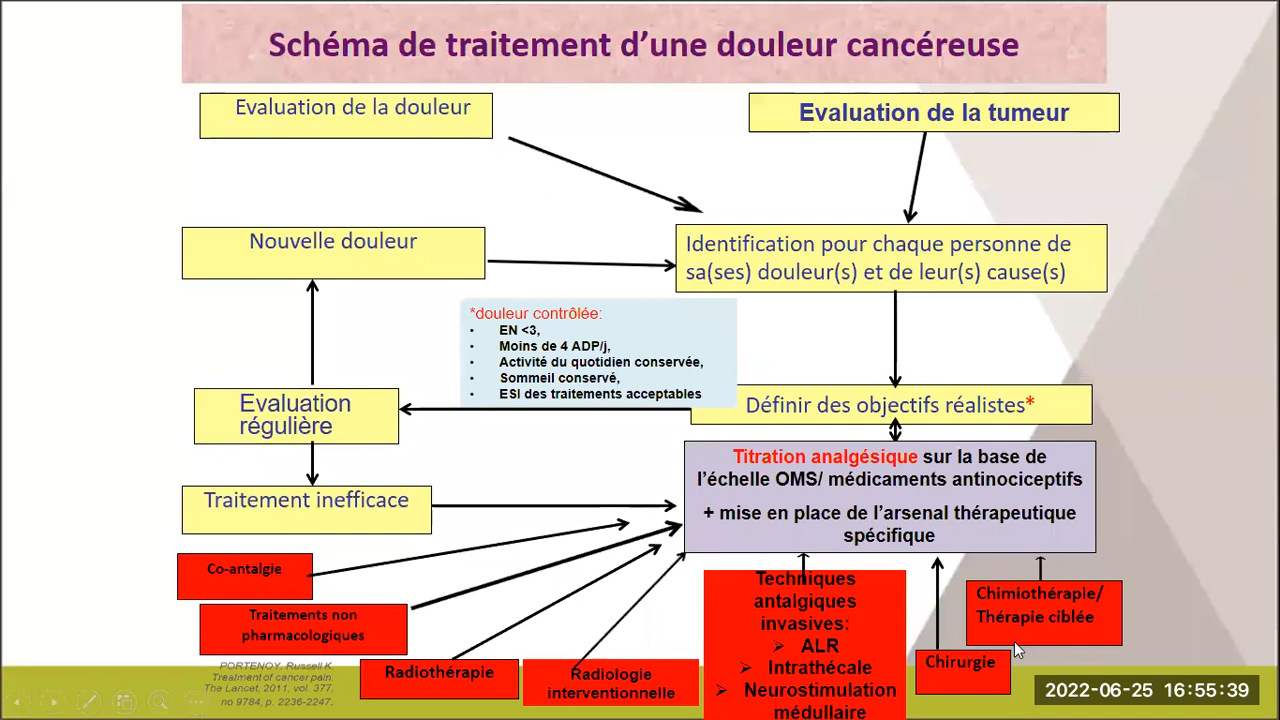 Schéma de traitement d’une douleur cancéreuse
Evaluation de la douleur
Evaluation de la tumeur
Nouvelle douleur
Identification pour chaque personne de
sa(ses) douleur(s) et de leur(s) cause(s)
*douleur contrôlée:
• EN <3,
• Moins de 4 ADP/j,
• Activité du quotidien conservée,
• Sommeil conservé,
• ESI des traitements acceptables
Evaluation
régulière
Définir des objectifs réalistes*
Titration analgésique sur la base de
l’échelle OMS/ médicaments antinociceptifs
+ mise en place de l’arsenal thérapeutique
spécifique
Traitement inefficace
Co-antalgie
Traitements non
pharmacologiques
Radiothérapie
Radiologie
interventionnelle
Techniques
antalgiques
invasives:
➢ ALR
➢ Intrathécale
➢ Neurostimulation
médullaire
Chirurgie
Chimiothérapie/
Thérapie ciblée
PORTENOY, Russell K.
Treatment of cancer pain.
The Lancet, 2011, vol. 377,
no 9784, p. 2236-2247.
2022-06-25 16:55:39